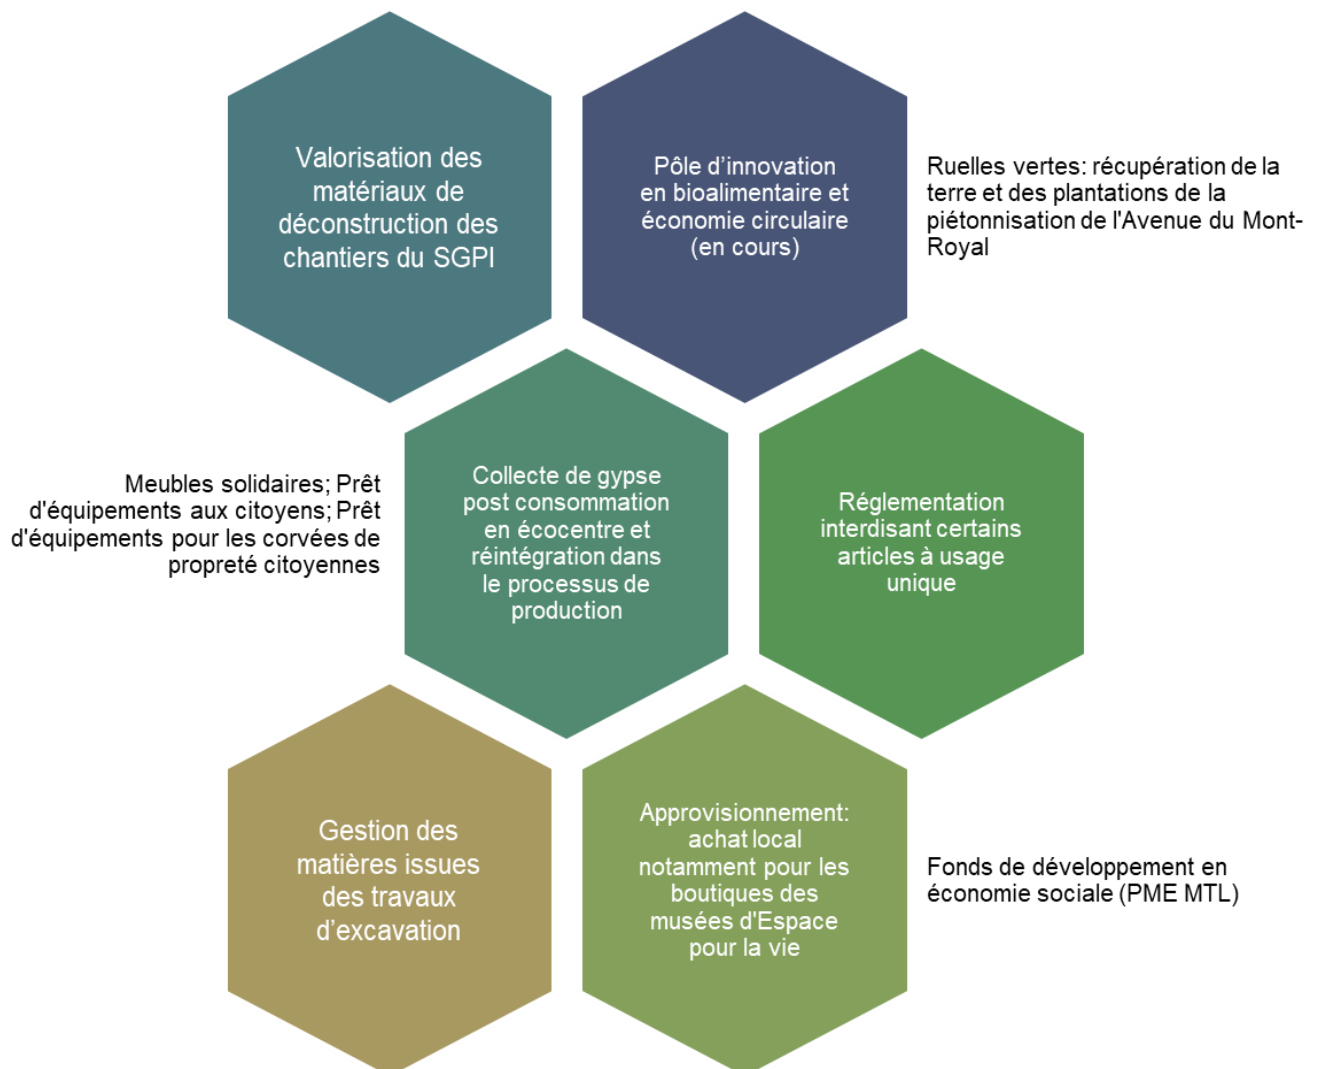 Valorisation des
matériaux de
déconstruction des
chantiers du SGPI
Pôle d’innovation
en bioalimentaire et
économie circulaire
(en cours)
Ruelles vertes: récupération de la
terre et des plantations de la
piétonnisation de l'Avenue du Mont-
Royal
Meubles solidaires; Prêt
d'équipements aux citoyens; Prêt
d'équipements pour les corvées de
propreté citoyennes
Collecte de gypse
post consommation
en écocentre et
réintégration dans
le processus de
production
Réglementation
interdisant certains
articles à usage
unique
Gestion des
matières issues
des travaux
d’excavation
Approvisionnement:
achat local
notamment pour les
boutiques des
musées d'Espace
pour la vie
Fonds de développement en
économie sociale (PME MTL)